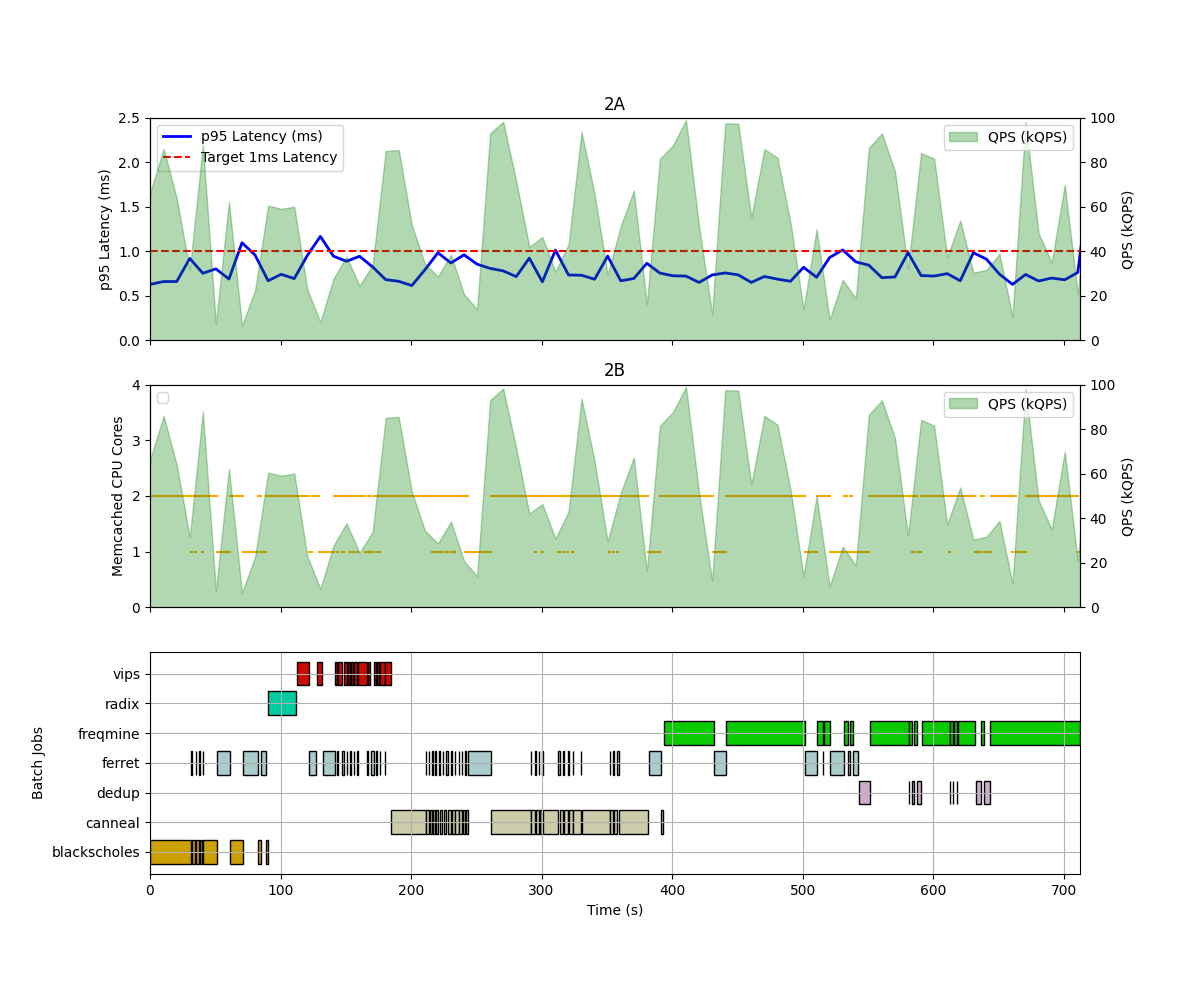 2A
2.5
2.0
1.5
1.0
0.5
0.0
p95 Latency (ms)
p95 Latency (ms)
Target 1ms Latency
QPS (kQPS)
100
80
60
40
20
0
QPS (kQPS)
2B
4
3
2
1
0
Memcached CPU Cores
QPS (kQPS)
100
80
60
40
20
0
QPS (kQPS)
Batch Jobs
vips
radix
freqmine
ferret
dedup
canneal
blackscholes
0 100 200 300 400 500 600 700
Time (s)